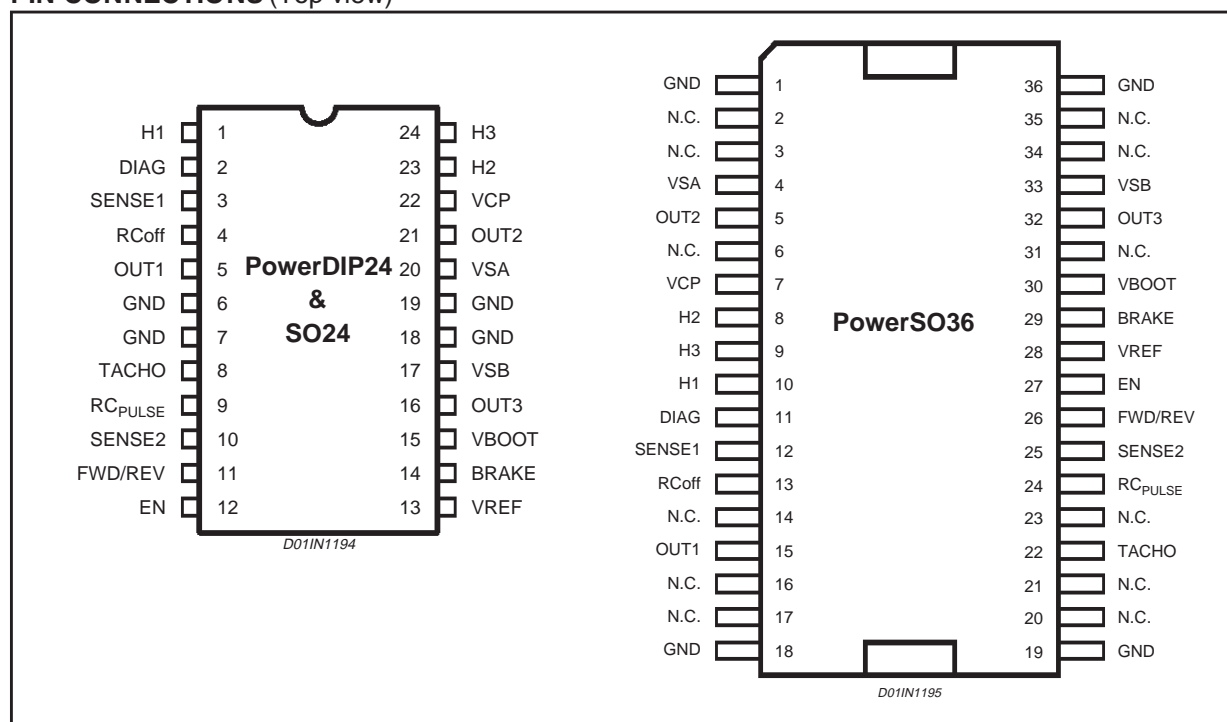 PIN CONNECTIONS (Top view)
H1 1 24 H3
DIAG 2 23 H2
SENSE1 3 22 VCP
RCoff 4 21 OUT2
OUT1 5 PowerDIP24 20 VSA
GND 6 & 19 GND
GND 7 SO24 18 GND
TACHO 8 17 VSB
RCPULSE 9 16 OUT3
SENSE2 10 15 VBOOT
FWD/REV 11 14 BRAKE
EN 12 13 VREF
D01IN1194
GND 1 36 GND
N.C. 2 35 N.C.
N.C. 3 34 N.C.
VSA 4 33 VSB
OUT2 5 32 OUT3
N.C. 6 31 N.C.
VCP 7 30 VBOOT
H2 8 PowerSO36 29 BRAKE
H3 9 28 VREF
H1 10 27 EN
DIAG 11 26 FWD/REV
SENSE1 12 25 SENSE2
RCoff 13 24 RCPULSE
N.C. 14 23 N.C.
OUT1 15 22 TACHO
N.C. 16 21 N.C.
N.C. 17 20 N.C.
GND 18 19 GND
D01IN1195